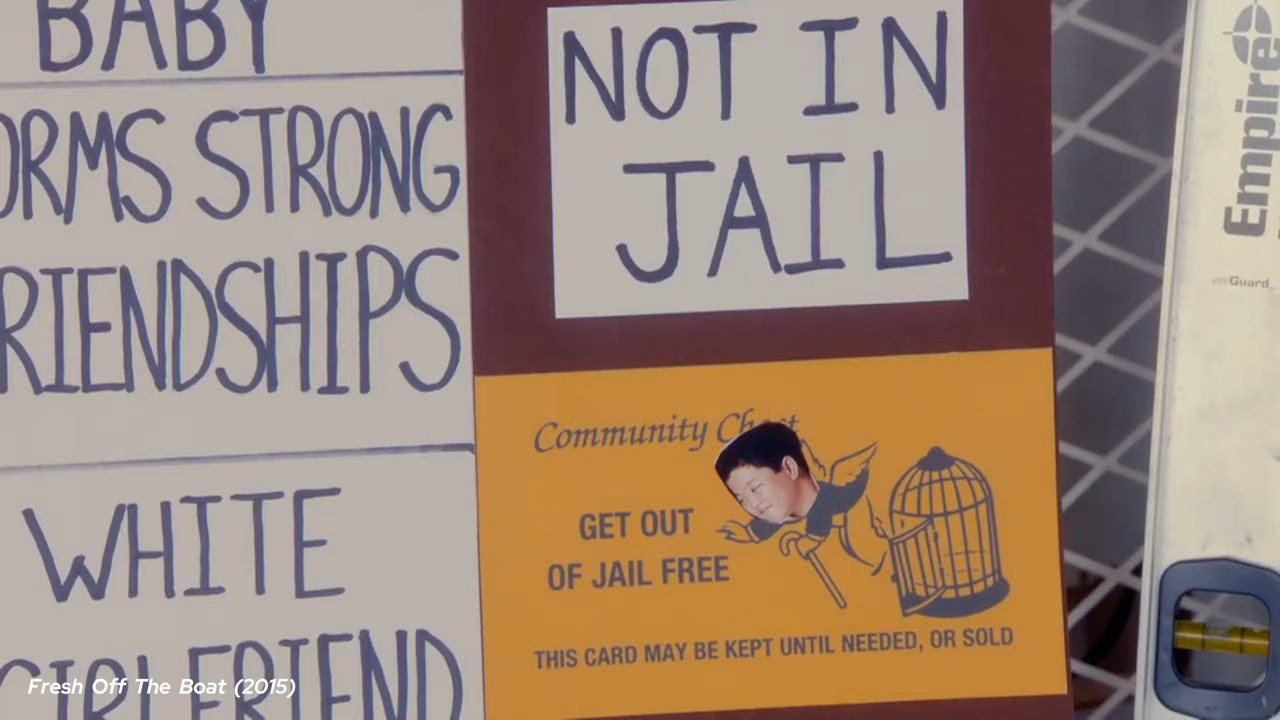 BABY
ORMS STRONG
RIENDSHIPS
WHITE
GIRLFRIEND
NOT IN
JAIL
Community Chest
GET OUT
OF JAIL FREE
THIS CARD MAY BE KEPT UNTIL NEEDED, OR SOLD
Empire
Guard
Fresh Off The Boat (2015)